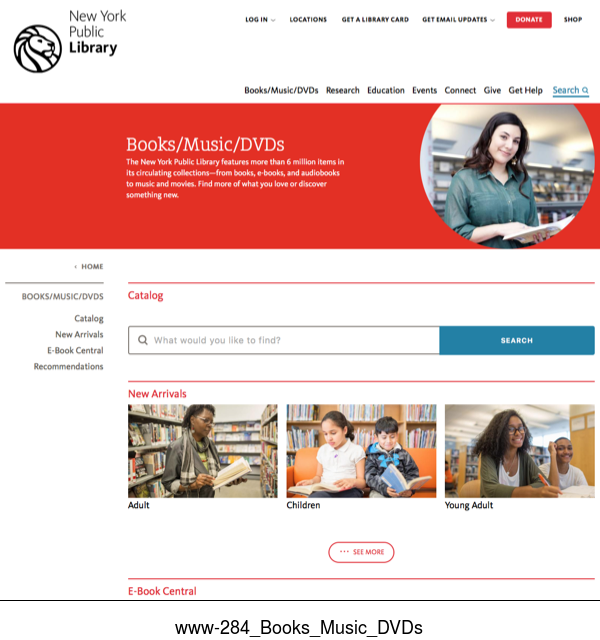 New York
Public
Library
LOG IN
LOCATIONS
GET A LIBRARY CARD
GET EMAIL UPDATES
DONATE
SHOP
Books/Music/DVDs Research Education Events Connect Give Get Help Search
Books/Music/DVDs
The New York Public Library features more than 6 million items in
its circulating collections—from books, e-books, and audiobooks
to music and movies. Find more of what you love or discover
something new.
HOME
BOOKS/MUSIC/DVDS
Catalog
New Arrivals
E-Book Central
Recommendations
Catalog
What would you like to find?
SEARCH
New Arrivals
Adult
Children
Young Adult
SEE MORE
E-Book Central
www-284_Books_Music_DVDs